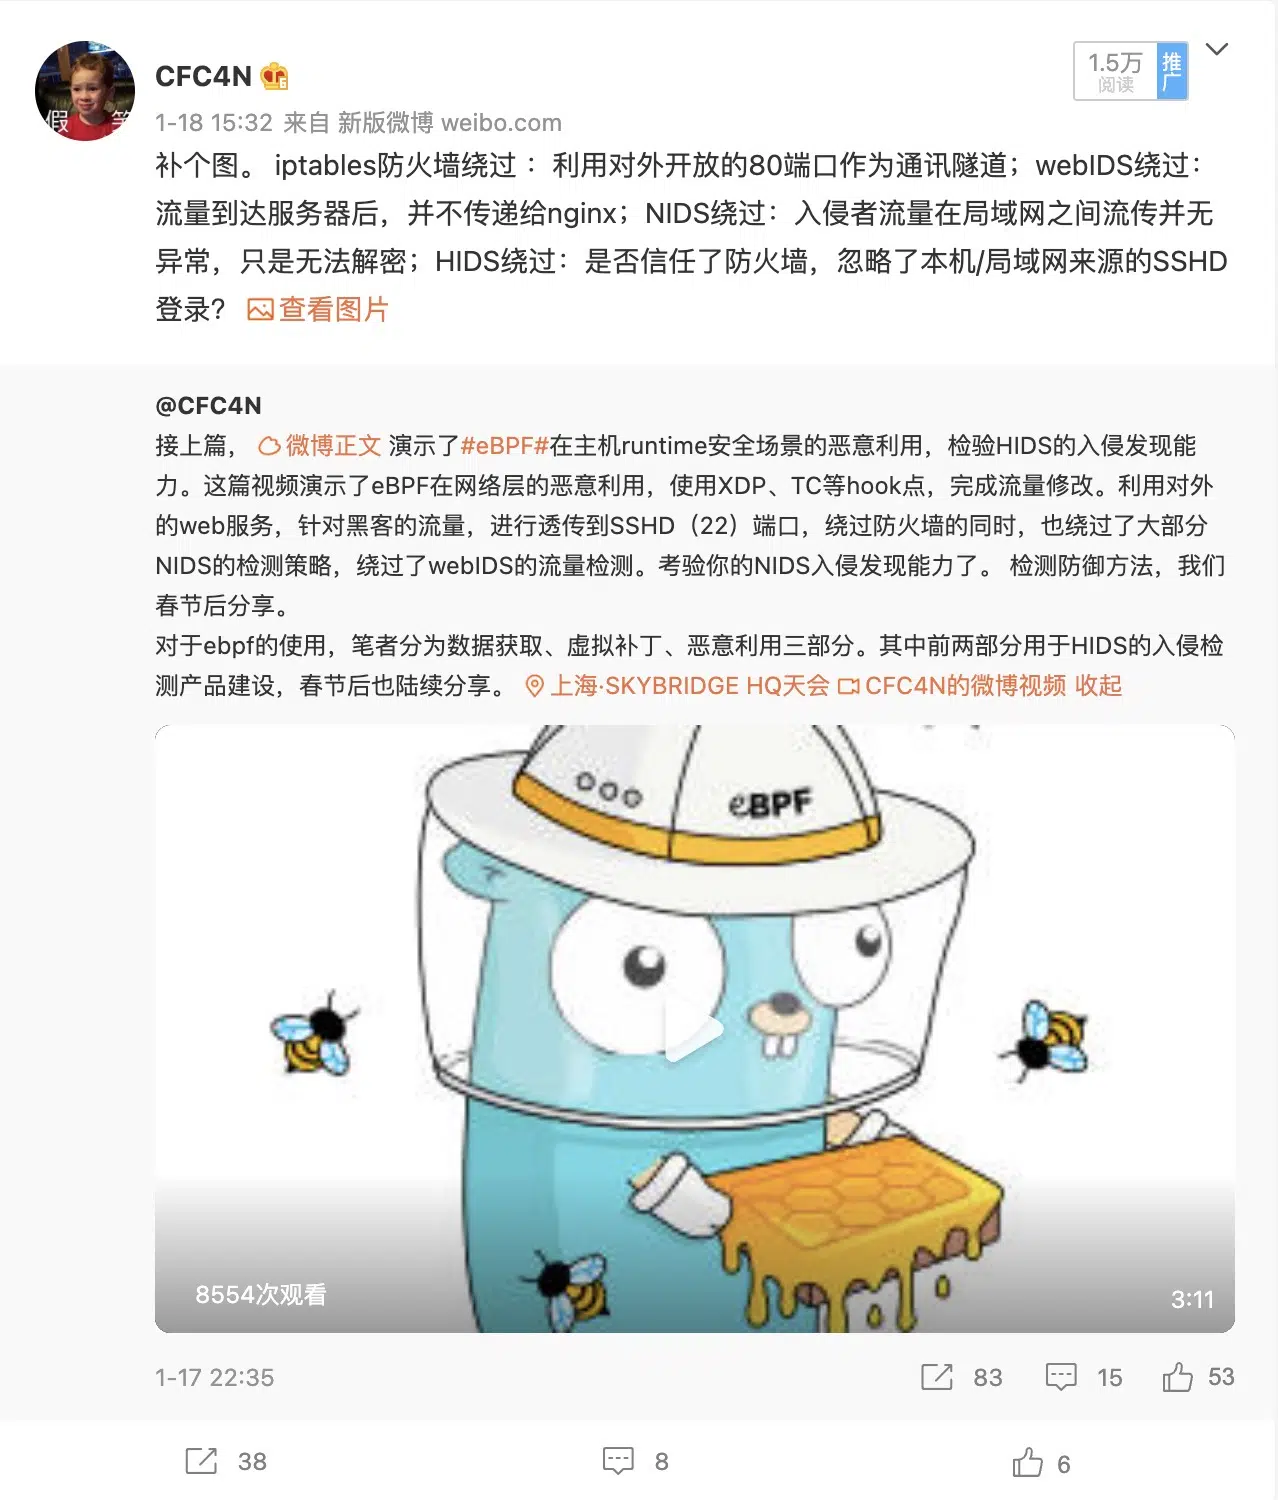 CFC4N
1.5万
阅读
推广
1-18 15:32 来自 新版微博 weibo.com
补个图。 iptables防火墙绕过 ：利用对外开放的80端口作为通讯隧道；webIDS绕过：
流量到达服务器后，并不传递给nginx；NIDS绕过：入侵者流量在局域网之间流传并无
异常，只是无法解密；HIDS绕过：是否信任了防火墙，忽略了本机/局域网来源的SSHD
登录？ 查看图片
假 笑
@CFC4N
接上篇， 微博正文 演示了#eBPF#在主机runtime安全场景的恶意利用，检验HIDS的入侵发现能
力。这篇视频演示了eBPF在网络层的恶意利用，使用XDP、TC等hook点，完成流量修改。利用对外
的web服务，针对黑客的流量，进行透传到SSHD（22）端口，绕过防火墙的同时，也绕过了大部分
NIDS的检测策略，绕过了webIDS的流量检测。考验你的NIDS入侵发现能力了。 检测防御方法，我们
春节后分享。
对于ebpf的使用，笔者分为数据获取、虚拟补丁、恶意利用三部分。其中前两部分用于HIDS的入侵检
测产品建设，春节后也陆续分享。 上海·SKYBRIDGE HQ天会 CFC4N的微博视频 收起
eBPF
8554次观看
3:11
1-17 22:35
83
15
53
38
8
6